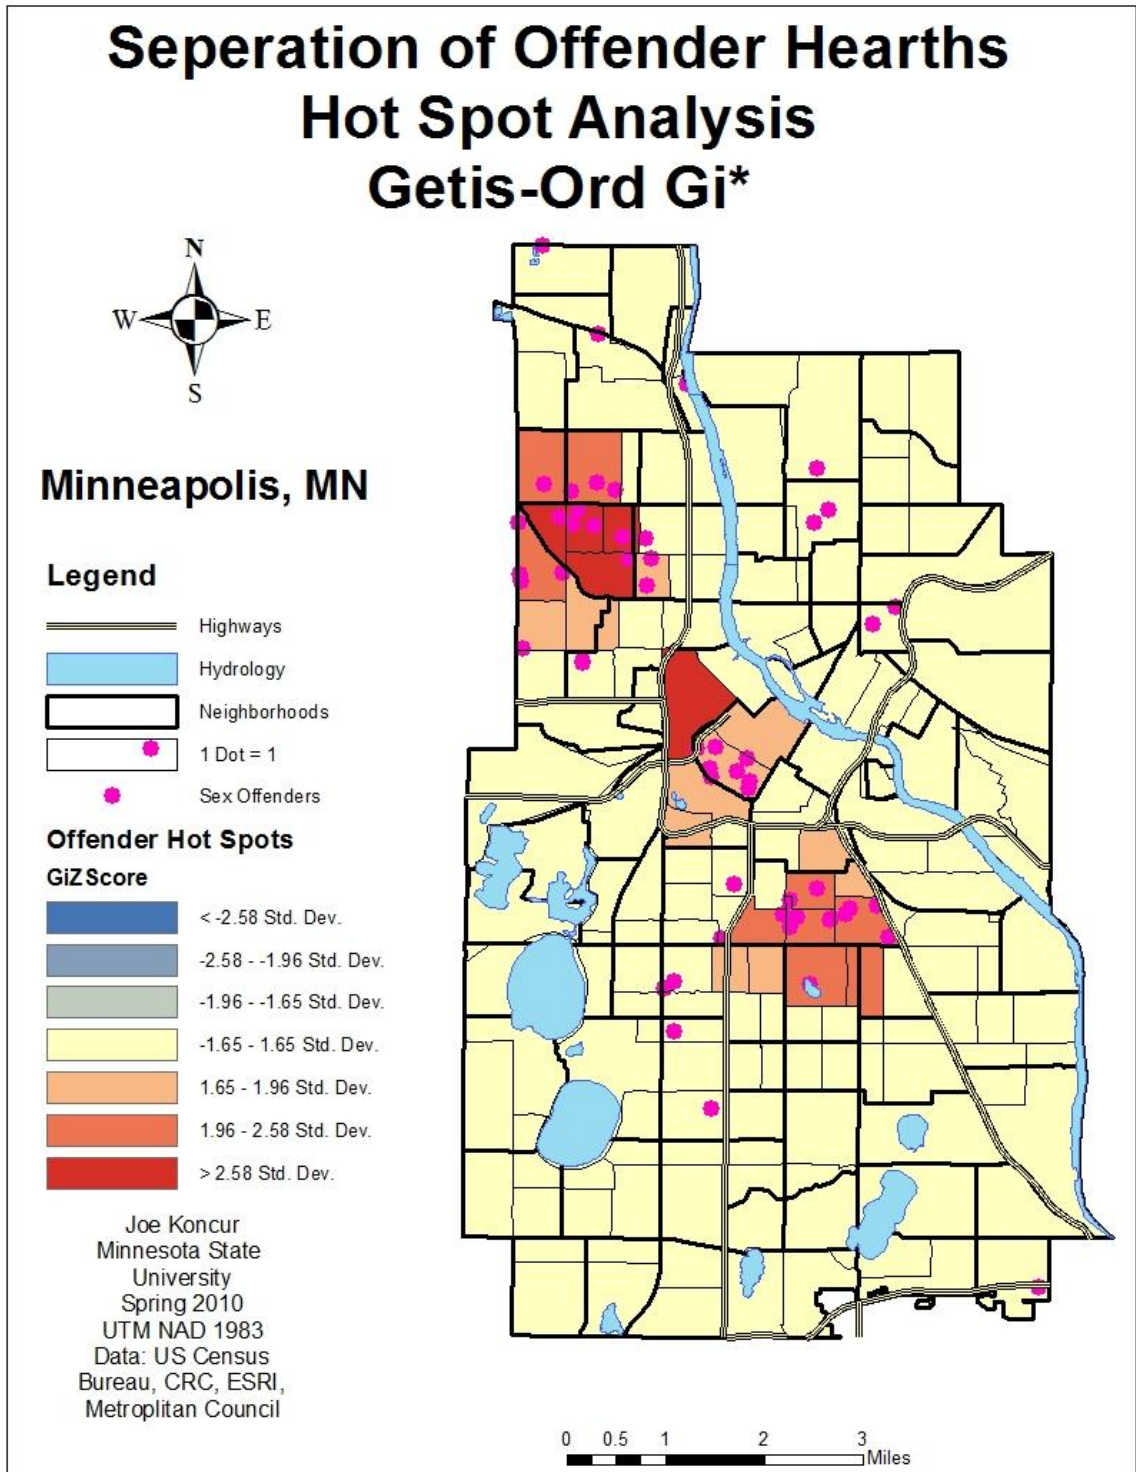 Seperation of Offender Hearths
Hot Spot Analysis
Getis-Ord Gi*
N
W E
S
Minneapolis, MN
Legend
Highways
Hydrology
Neighborhoods
1 Dot = 1
Sex Offenders
Offender Hot Spots
GiZScore
< -2.58 Std. Dev.
-2.58 - -1.96 Std. Dev.
-1.96 - -1.65 Std. Dev.
-1.65 - 1.65 Std. Dev.
1.65 - 1.96 Std. Dev.
1.96 - 2.58 Std. Dev.
> 2.58 Std. Dev.
Joe Koncur
Minnesota State
University
Spring 2010
UTM NAD 1983
Data: US Census
Bureau, CRC, ESRI,
Metroplitan Council
0 0.5 1 2 3
Miles